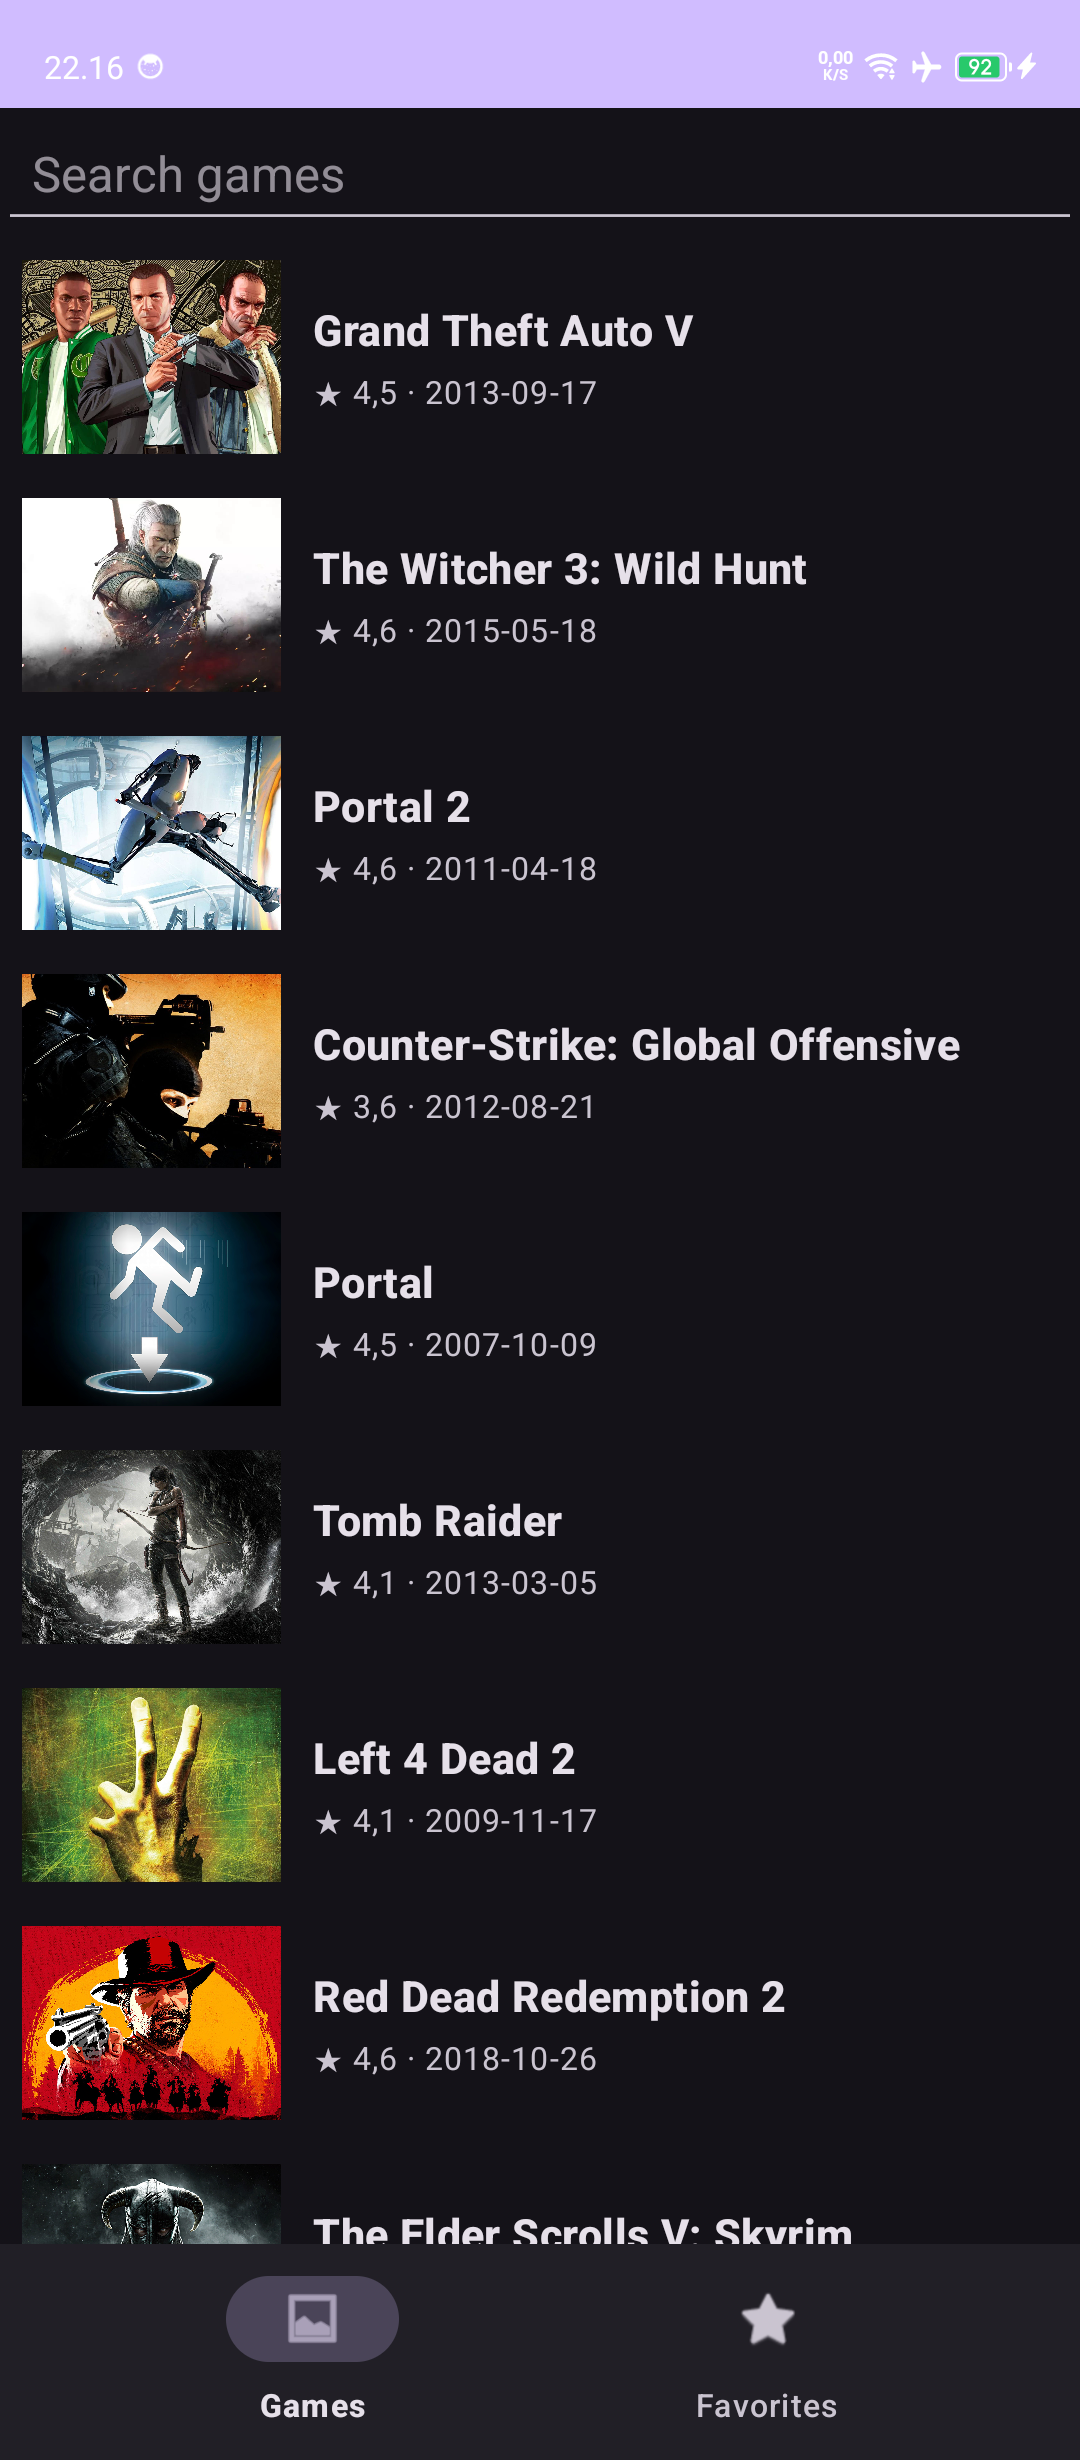 22.16
0,00
K/S
92
Search games
Grand Theft Auto V
★ 4,5 · 2013-09-17
The Witcher 3: Wild Hunt
★ 4,6 · 2015-05-18
Portal 2
★ 4,6 · 2011-04-18
Counter-Strike: Global Offensive
★ 3,6 · 2012-08-21
Portal
★ 4,5 · 2007-10-09
Tomb Raider
★ 4,1 · 2013-03-05
Left 4 Dead 2
★ 4,1 · 2009-11-17
Red Dead Redemption 2
★ 4,6 · 2018-10-26
The Elder Scrolls V: Skyrim
Games
Favorites